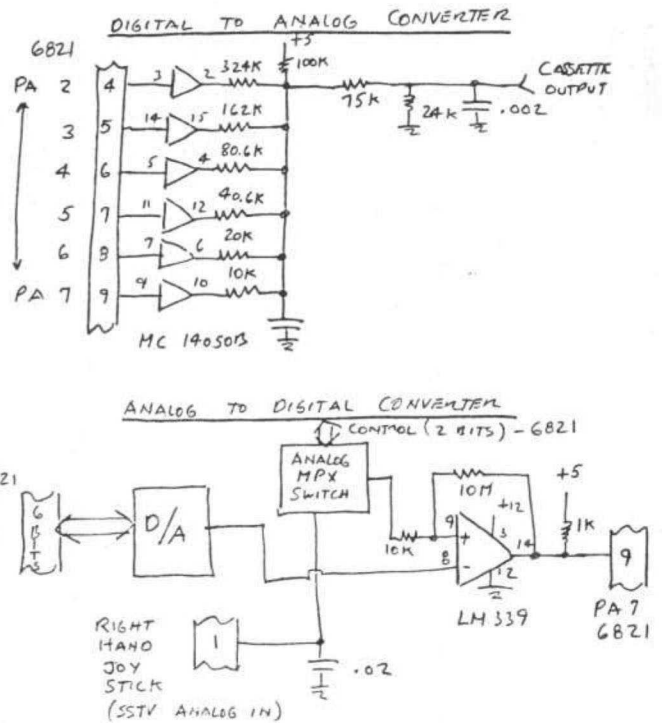 DIGITAL TO ANALOG CONVERTER
+5
6821
100K
PA 2 4 3 2 324K
CASSETTE
OUTPUT
75K
24K
.002
3 5 14 15 162K
4 6 5 4 80.6K
5 7 11 12 40.6K
6 8 7 6 20K
PA 7 9 9 10 10K
MC 14050B
ANALOG TO DIGITAL CONVERTER
CONTROL (2 BITS) - 6821
ANALOG
MPX
SWITCH
21
6
BITS
D/A
10M
+5
+12
1K
10K
9 +
3
14
8 -
12
9
LM339
PA7
6821
RIGHT
HAND
JOY
STICK
(SSTV ANALOG IN)
1
.02